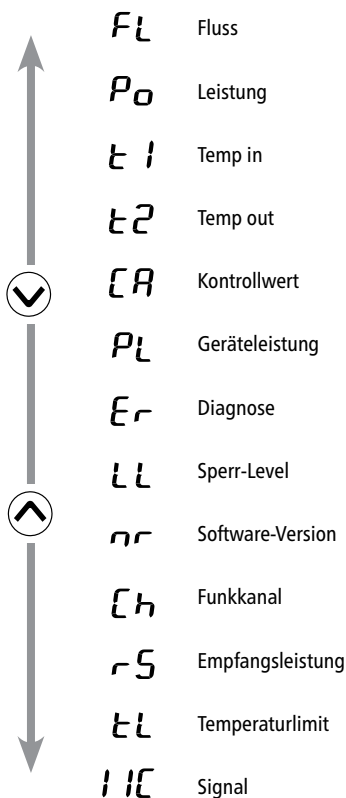 FL Fluss
Po Leistung
t1 Temp in
t2 Temp out
CA Kontrollwert
PL Geräteleistung
Er Diagnose
LL Sperr-Level
nr Software-Version
Ch Funkkanal
rS Empfangsleistung
tL Temperaturlimit
11C Signal